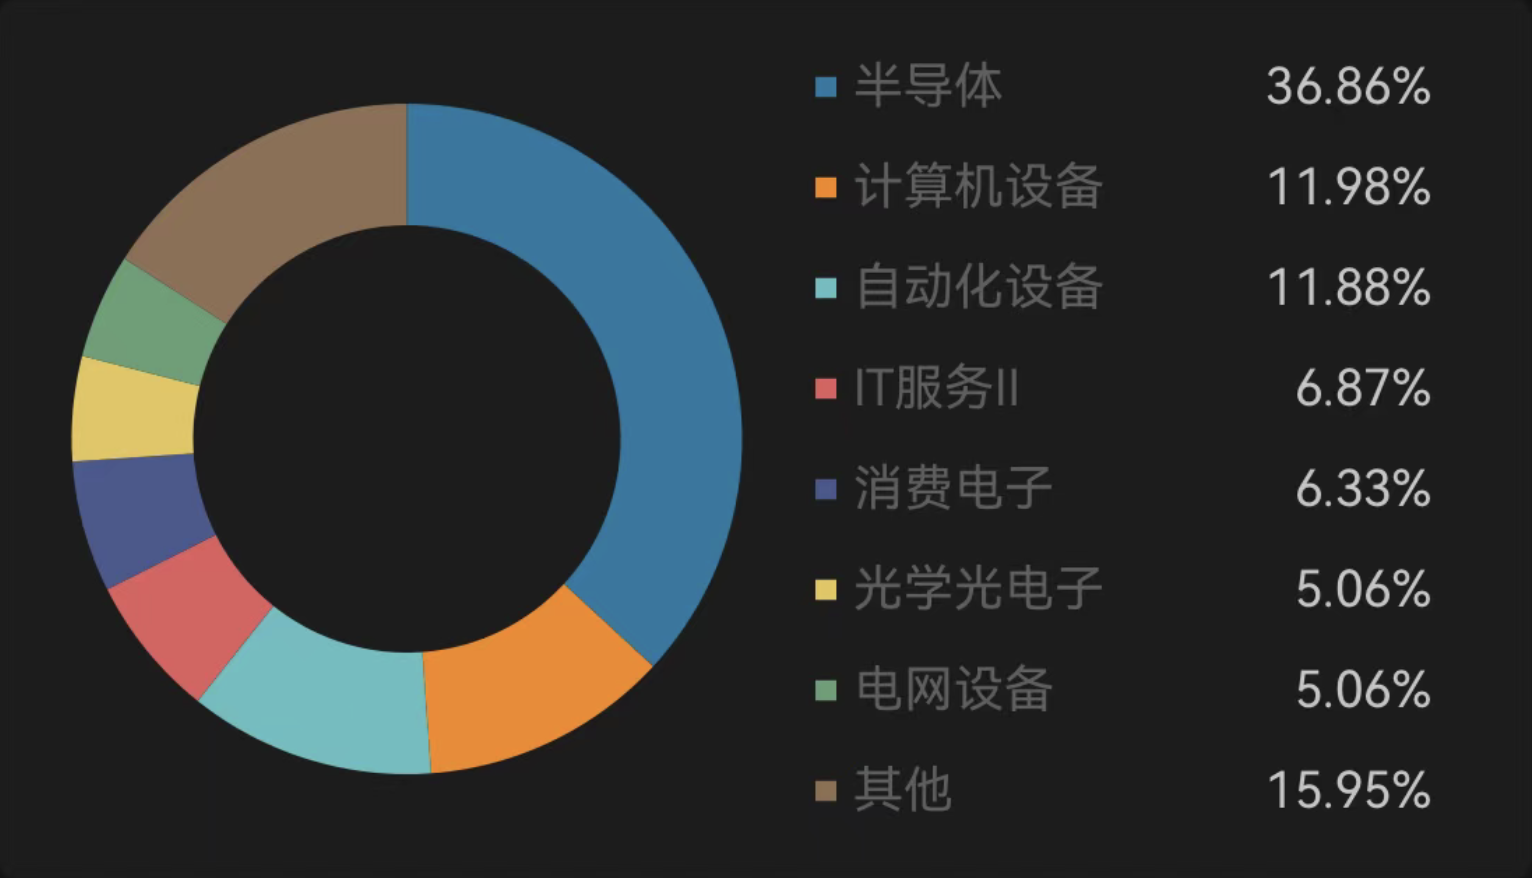 半导体 36.86%
计算机设备 11.98%
自动化设备 11.88%
IT服务II 6.87%
消费电子 6.33%
光学光电子 5.06%
电网设备 5.06%
其他 15.95%